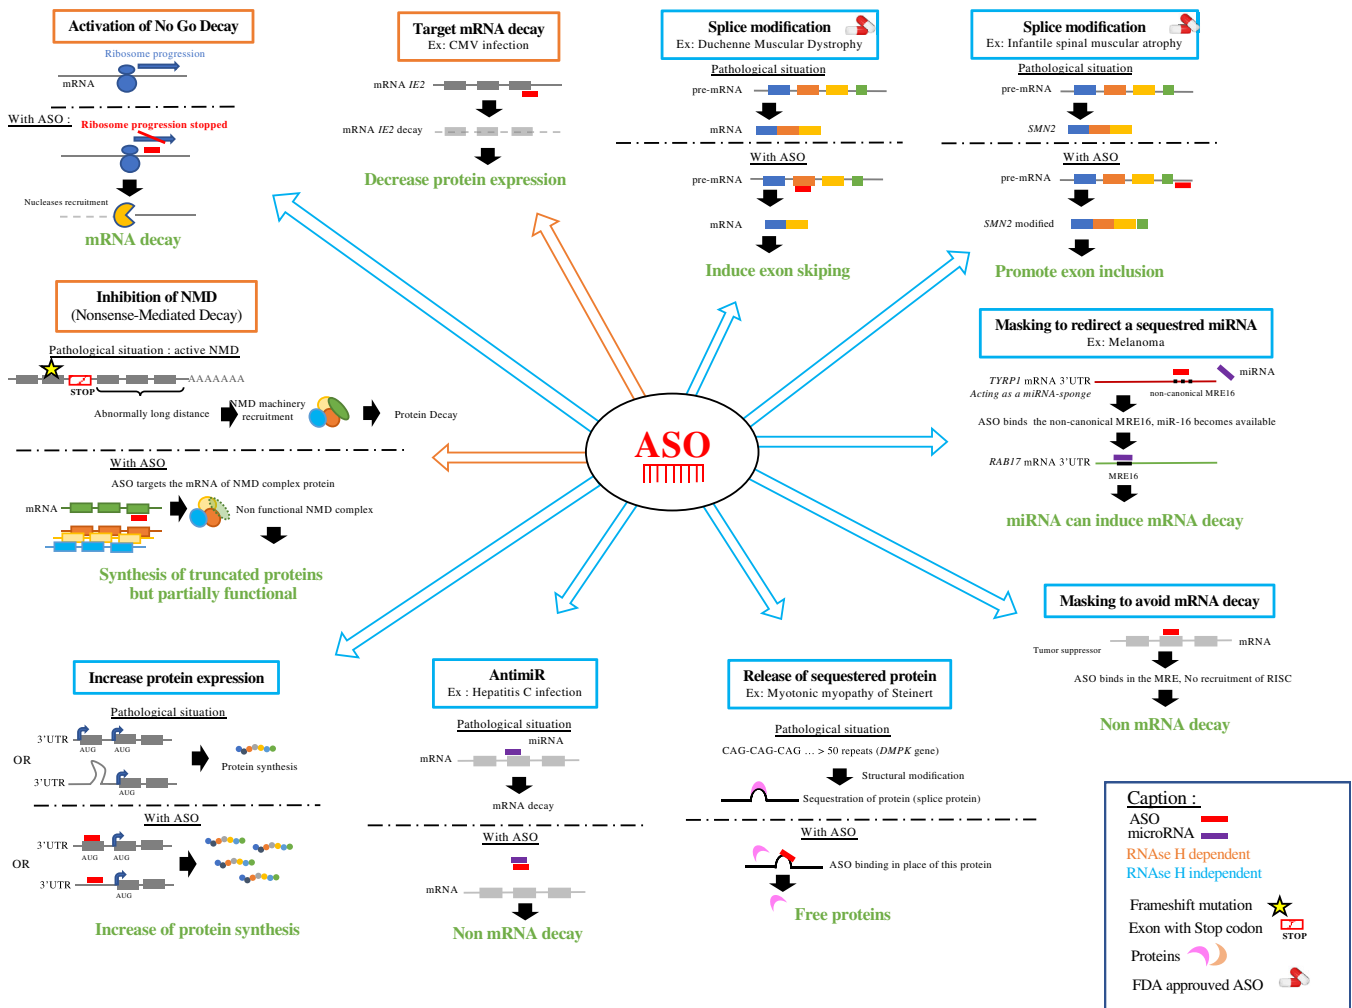 Activation of No Go Decay
Ribosome progression
mRNA
With ASO :
Ribosome progression stopped
Nucleases recruitment
mRNA decay
Target mRNA decay
Ex: CMV infection
mRNA IE2
mRNA IE2 decay
Decrease protein expression
Splice modification
Ex: Duchenne Muscular Dystrophy
Pathological situation
pre-mRNA
mRNA
With ASO
pre-mRNA
mRNA
Induce exon skiping
Splice modification
Ex: Infantile spinal muscular atrophy
Pathological situation
pre-mRNA
SMN2
With ASO
pre-mRNA
SMN2 modified
Promote exon inclusion
Inhibition of NMD
(Nonsense-Mediated Decay)
Pathological situation : active NMD
AAAAAAA
STOP
Abnormally long distance
NMD machinery
recruitment
Protein Decay
With ASO
ASO targets the mRNA of NMD complex protein
mRNA
Non functional NMD complex
Synthesis of truncated proteins
but partially functional
ASO
Masking to redirect a sequestred miRNA
Ex: Melanoma
miRNA
TYRP1 mRNA 3'UTR
Acting as a miRNA-sponge
non-canonical MRE16
ASO binds the non-canonical MRE16, miR-16 becomes available
RAB17 mRNA 3'UTR
MRE16
miRNA can induce mRNA decay
Masking to avoid mRNA decay
mRNA
Tumor suppressor
ASO binds in the MRE, No recruitment of RISC
Non mRNA decay
Increase protein expression
Pathological situation
3'UTR
AUG
AUG
OR
Protein synthesis
3'UTR
AUG
With ASO
3'UTR
AUG
AUG
OR
3'UTR
AUG
Increase of protein synthesis
AntimiR
Ex : Hepatitis C infection
Pathological situation
miRNA
mRNA
mRNA decay
With ASO
mRNA
Non mRNA decay
Release of sequestered protein
Ex: Myotonic myopathy of Steinert
Pathological situation
CAG-CAG-CAG ... > 50 repeats (DMPK gene)
Structural modification
Sequestration of protein (splice protein)
With ASO
ASO binding in place of this protein
Free proteins
Caption :
ASO
microRNA
RNAse H dependent
RNAse H independent
Frameshift mutation
Exon with Stop codon
STOP
Proteins
FDA approuved ASO